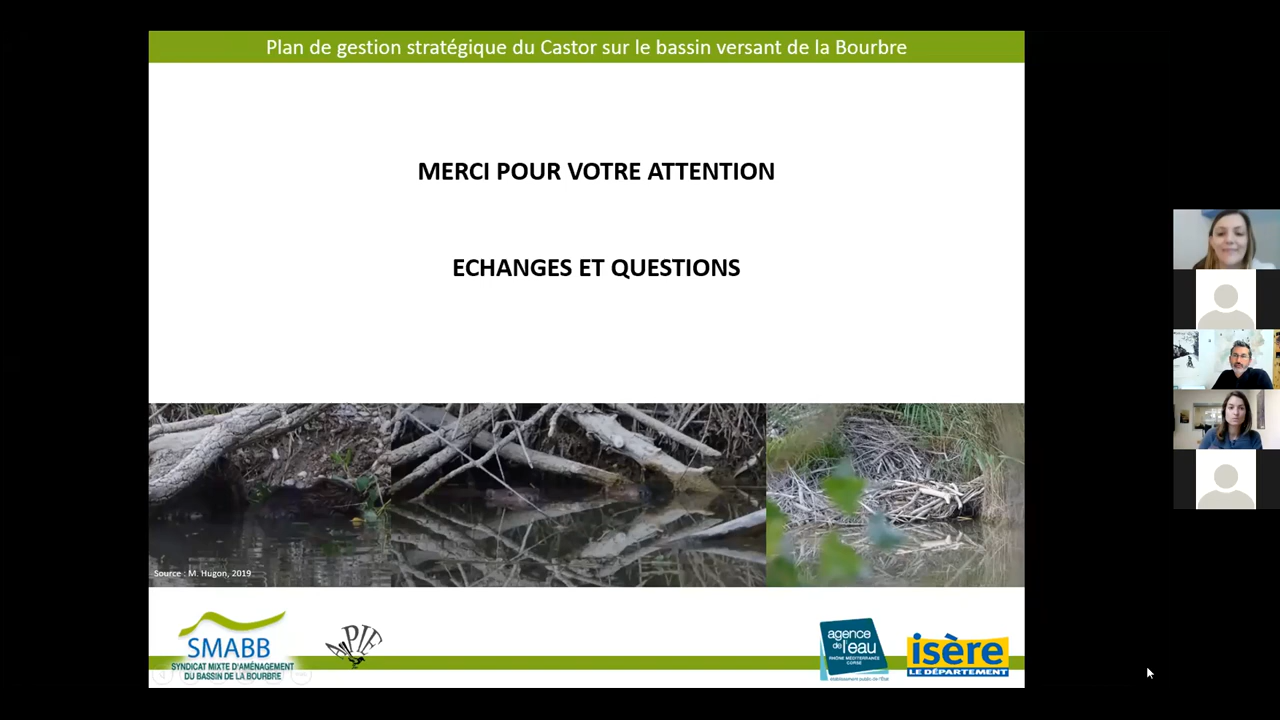 Plan de gestion stratégique du Castor sur le bassin versant de la Bourbre
MERCI POUR VOTRE ATTENTION
ECHANGES ET QUESTIONS
Source : M. Hugon, 2019
SMABB
SYNDICAT MIXTE D'AMÉNAGEMENT
DU BASSIN DE LA BOURBRE
agence
de l'eau
RHÔNE MÉDITERRANÉE
CORSE
établissement public de l'État
isère
LE DÉPARTEMENT